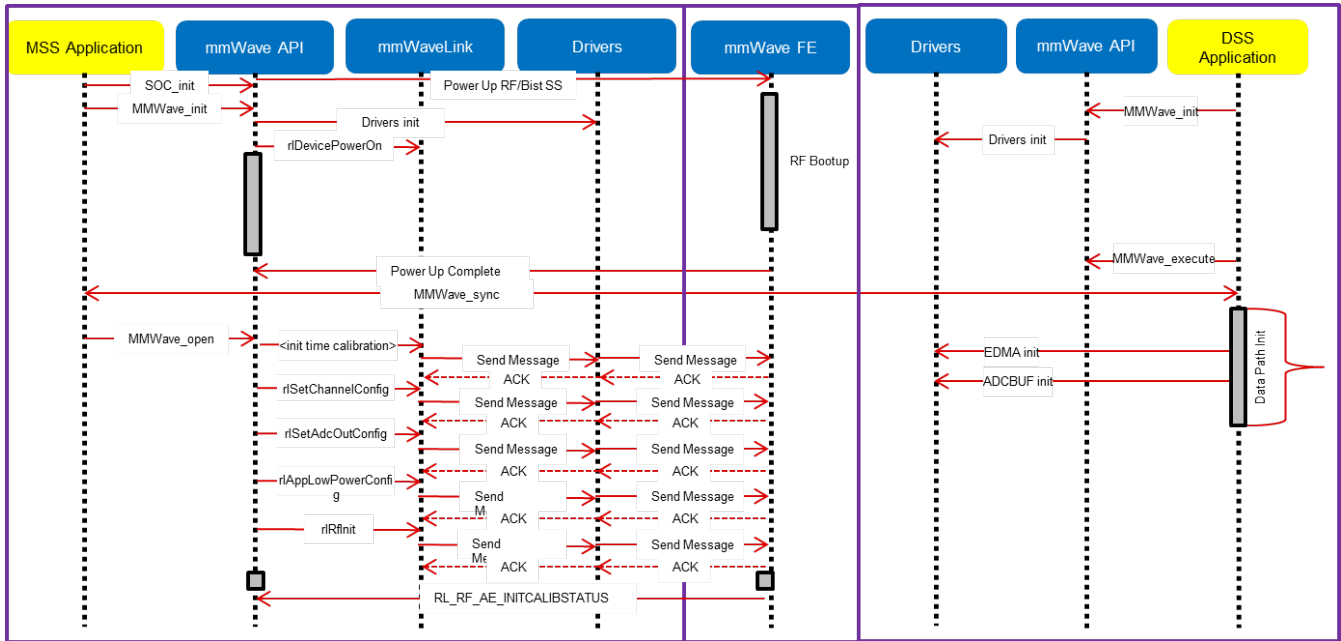 MSS Application
mmWave API
mmWaveLink
Drivers
mmWave FE
Drivers
mmWave API
DSS
Application
SOC_init
Power Up RF/Bist SS
MMWave_init
MMWave_init
Drivers init
Drivers init
rlDevicePowerOn
RF Bootup
MMWave_execute
Power Up Complete
MMWave_sync
MMWave_open
<init time calibration>
Send Message
Send Message
EDMA init
Data Path Init
ACK
ACK
rlSetChannelConfig
ADCBUF init
Send Message
Send Message
ACK
ACK
rlSetAdcOutConfig
Send Message
Send Message
ACK
ACK
rlAppLowPowerConfi
g
Send
Send Message
ACK
ACK
rlRfInit
Send
Send Message
ACK
ACK
RL_RF_AE_INITCALIBSTATUS